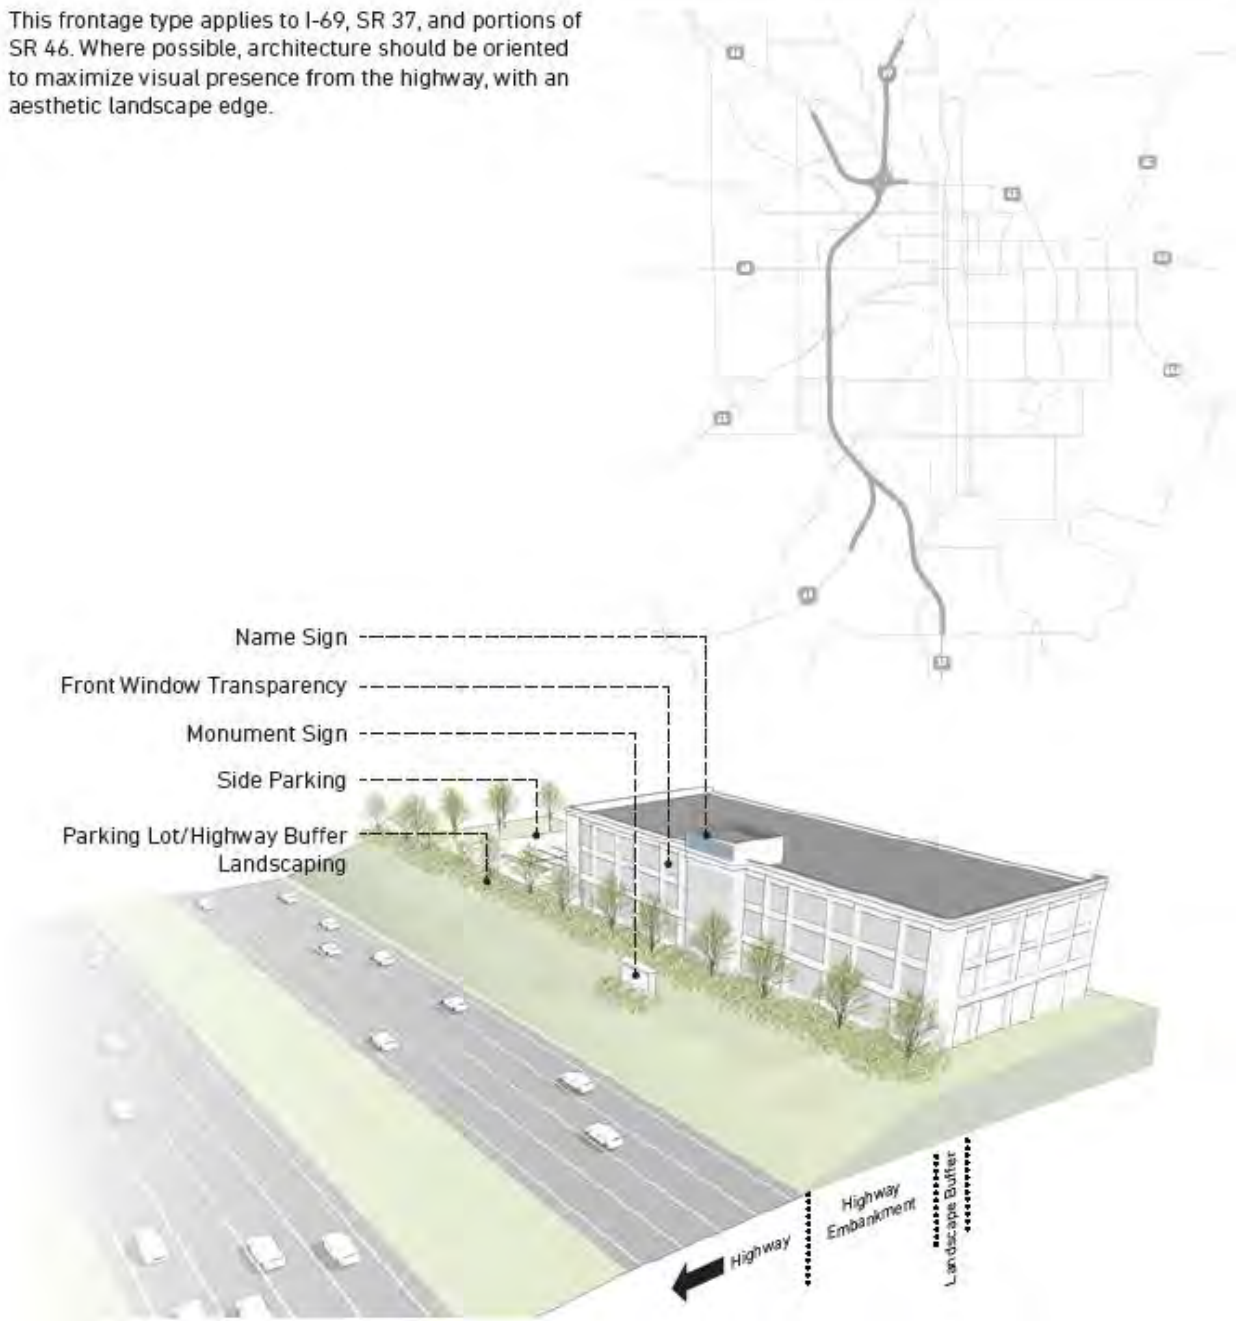 This frontage type applies to I-69, SR 37, and portions of
SR 46. Where possible, architecture should be oriented
to maximize visual presence from the highway, with an
aesthetic landscape edge.
Name Sign
Front Window Transparency
Monument Sign
Side Parking
Parking Lot/Highway Buffer
Landscaping
Highway
Highway
Embankment
Landscape Buffer